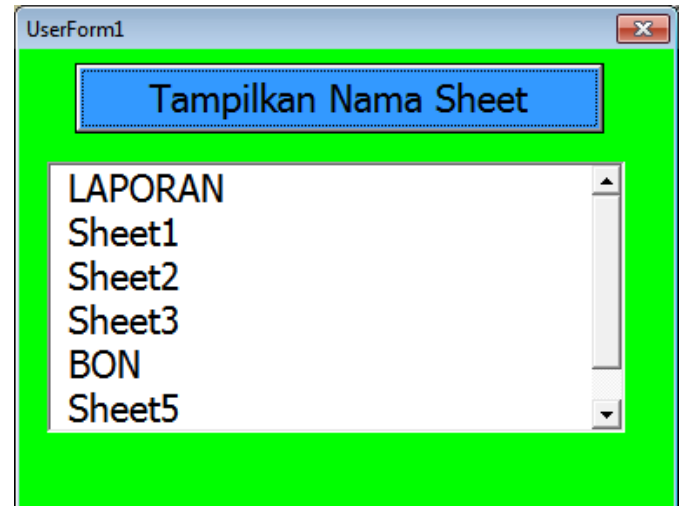 UserForm1
Tampilkan Nama Sheet
LAPORAN
Sheet1
Sheet2
Sheet3
BON
Sheet5